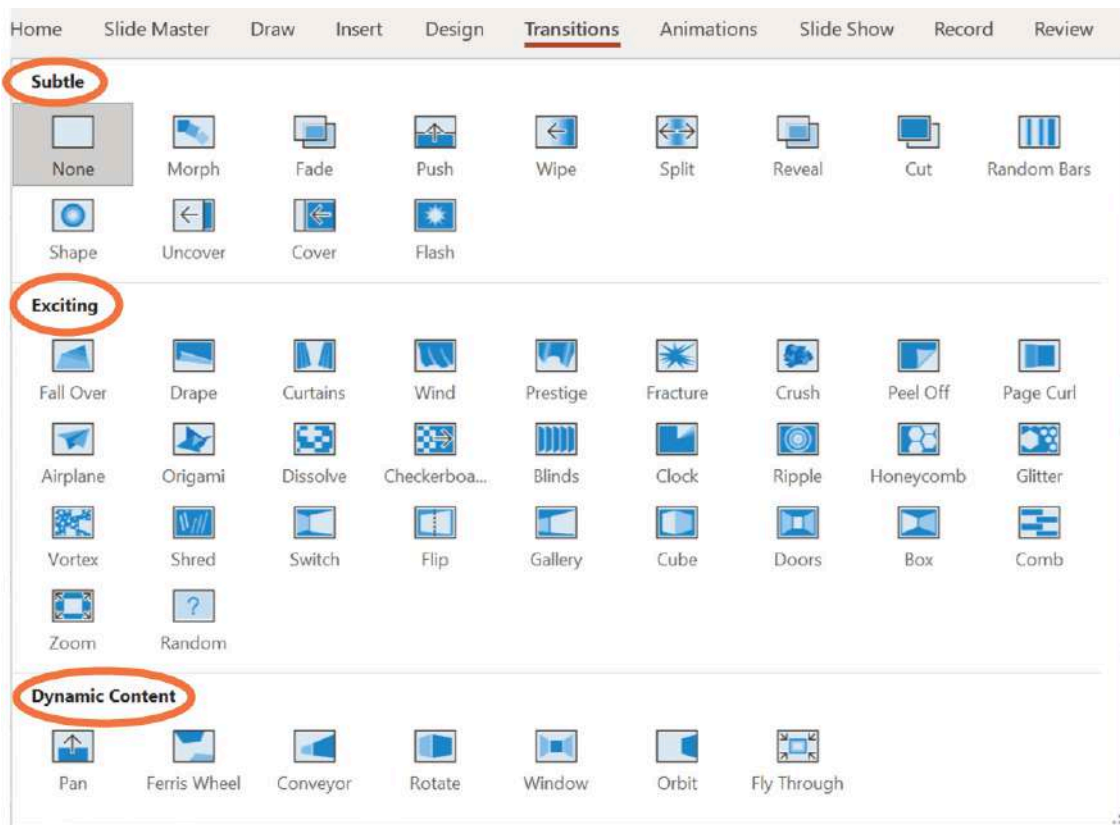 Home Slide Master Draw Insert Design Transitions Animations Slide Show Record Review
Subtle
None Morph Fade Push Wipe Split Reveal Cut Random Bars
Shape Uncover Cover Flash
Exciting
Fall Over Drape Curtains Wind Prestige Fracture Crush Peel Off Page Curl
Airplane Origami Dissolve Checkerboa... Blinds Clock Ripple Honeycomb Glitter
Vortex Shred Switch Flip Gallery Cube Doors Box Comb
?
Zoom Random
Dynamic Content
Pan Ferris Wheel Conveyor Rotate Window Orbit Fly Through